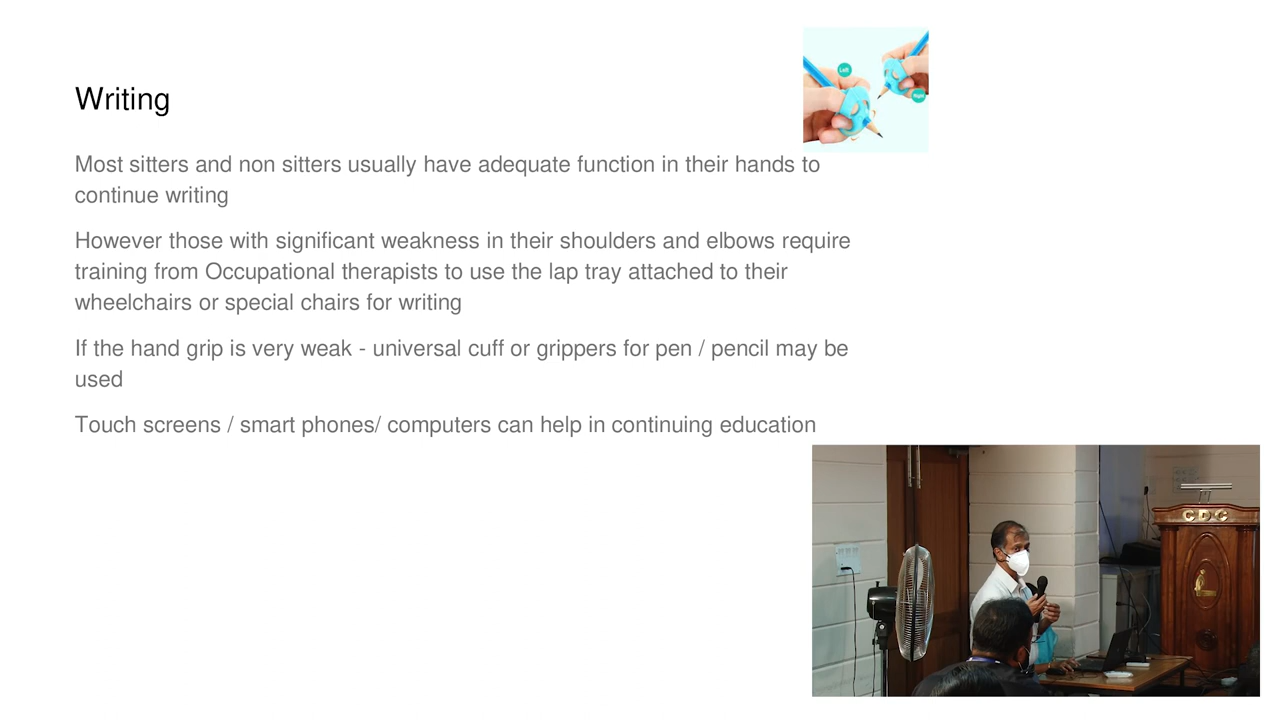 Left
Right
Writing
Most sitters and non sitters usually have adequate function in their hands to
continue writing
However those with significant weakness in their shoulders and elbows require
training from Occupational therapists to use the lap tray attached to their
wheelchairs or special chairs for writing
If the hand grip is very weak - universal cuff or grippers for pen / pencil may be
used
Touch screens / smart phones/ computers can help in continuing education
CDC